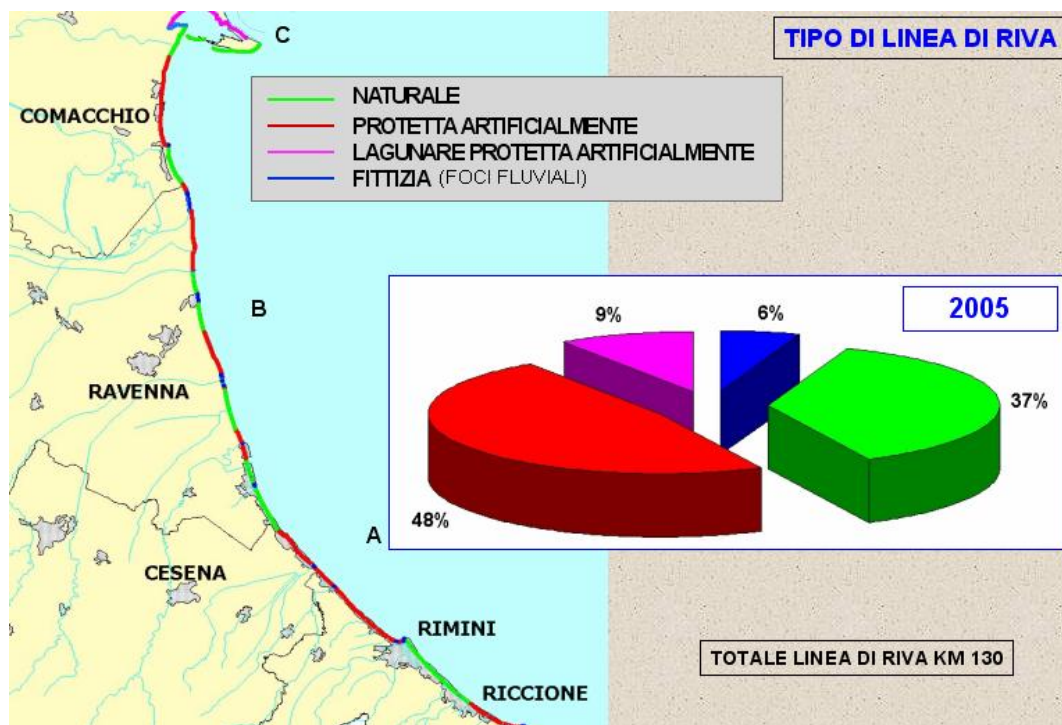 C
TIPO DI LINEA DI RIVA
NATURALE
COMACCHIO
PROTETTA ARTIFICIALMENTE
LAGUNARE PROTETTA ARTIFICIALMENTE
FITTIZIA (FOCI FLUVIALI)
B
2005
9%
6%
37%
48%
RAVENNA
A
CESENA
RIMINI
TOTALE LINEA DI RIVA KM 130
RICCIONE